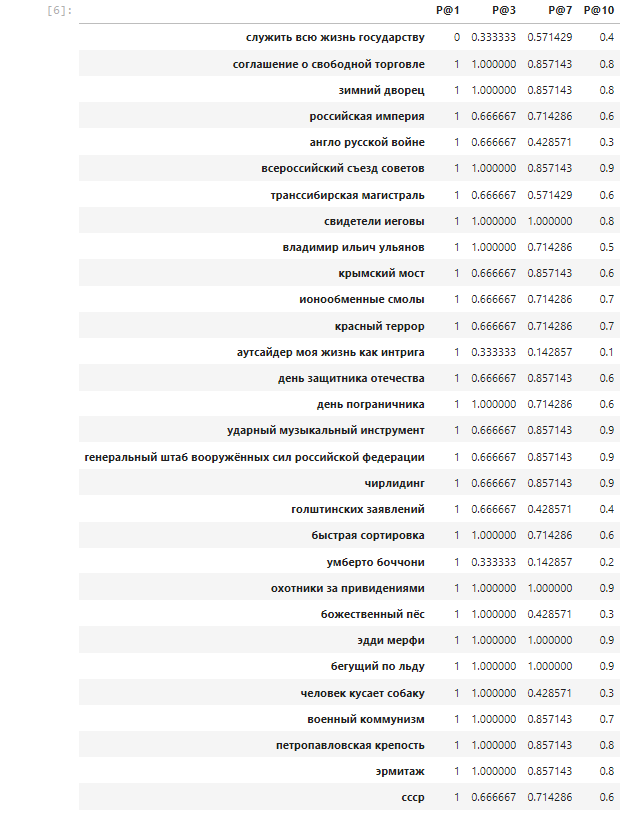 [6]:
P@1 P@3 P@7 P@10
служить всю жизнь государству 0 0.333333 0.571429 0.4
соглашение о свободной торговле 1 1.000000 0.857143 0.8
зимний дворец 1 1.000000 0.857143 0.8
российская империя 1 0.666667 0.714286 0.6
англо русской войне 1 0.666667 0.428571 0.3
всероссийский съезд советов 1 1.000000 0.857143 0.9
транссибирская магистраль 1 0.666667 0.571429 0.6
свидетели иеговы 1 1.000000 1.000000 0.8
владимир ильич ульянов 1 1.000000 0.714286 0.5
крымский мост 1 0.666667 0.857143 0.6
ионообменные смолы 1 0.666667 0.714286 0.7
красный террор 1 0.666667 0.714286 0.7
аутсайдер моя жизнь как интрига 1 0.333333 0.142857 0.1
день защитника отечества 1 0.666667 0.857143 0.6
день пограничника 1 1.000000 0.714286 0.6
ударный музыкальный инструмент 1 0.666667 0.857143 0.9
генеральный штаб вооружённых сил российской федерации 1 0.666667 0.857143 0.9
чирлидинг 1 0.666667 0.857143 0.9
голштинских заявлений 1 0.666667 0.428571 0.4
быстрая сортировка 1 1.000000 0.714286 0.6
умберто боччони 1 0.333333 0.142857 0.2
охотники за привидениями 1 1.000000 1.000000 0.9
божественный пёс 1 1.000000 0.428571 0.3
эдди мерфи 1 1.000000 1.000000 0.9
бегущий по льду 1 1.000000 1.000000 0.9
человек кусает собаку 1 1.000000 0.428571 0.3
военный коммунизм 1 1.000000 0.857143 0.7
петропавловская крепость 1 1.000000 0.857143 0.8
эрмитаж 1 1.000000 0.857143 0.8
ссср 1 0.666667 0.714286 0.6